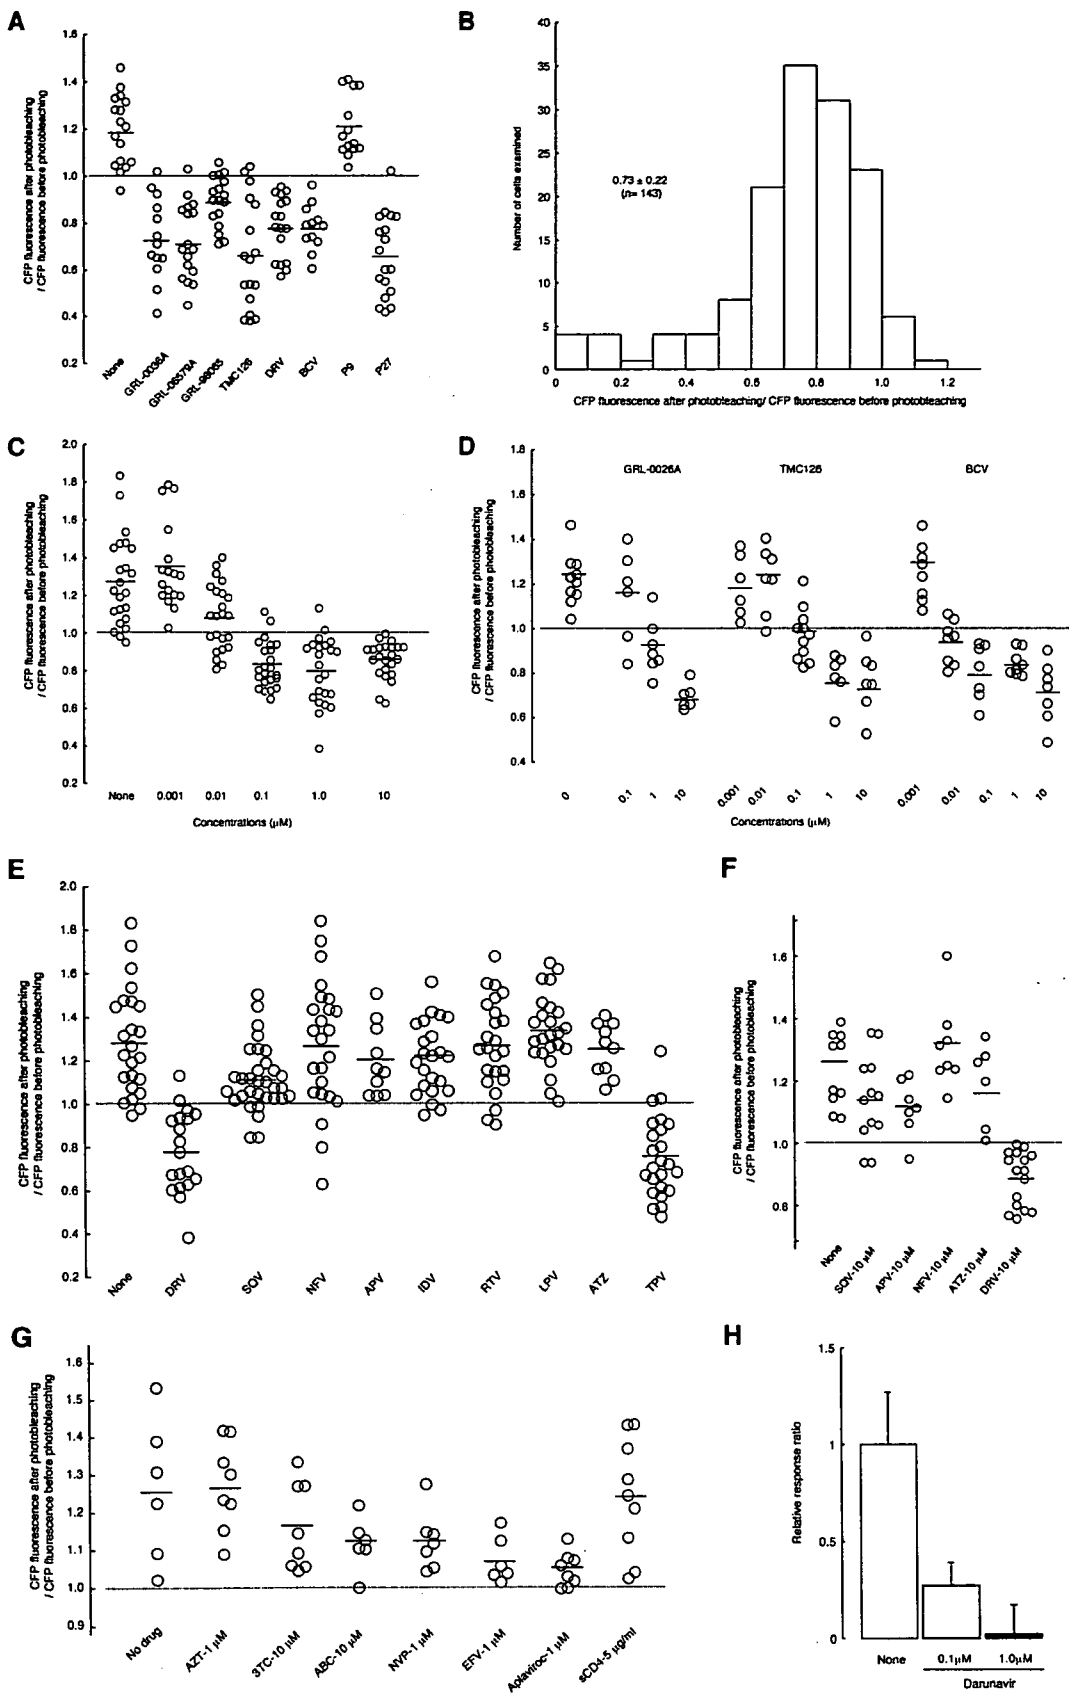 A
CFP fluorescence after photobleaching
/ CFP fluorescence before photobleaching
1.6
1.4
1.2
1.0
0.8
0.6
0.4
0.2
None
GRL-0036A
GRL-06579A
GRL-98065
TMC126
DRV
BCV
P9
P27
B
Number of cells examined
40
35
30
25
20
15
10
5
0
0.73 ± 0.22
(n= 143)
0
0.2
0.4
0.6
0.8
1.0
1.2
CFP fluorescence after photobleaching/ CFP fluorescence before photobleaching
C
CFP fluorescence after photobleaching
/ CFP fluorescence before photobleaching
2.0
1.8
1.6
1.4
1.2
1.0
0.8
0.6
0.4
0.2
None
0.001
0.01
0.1
1.0
10
Concentrations (μM)
D
CFP fluorescence after photobleaching
/ CFP fluorescence before photobleaching
1.8
1.6
1.4
1.2
1.0
0.8
0.6
0.4
GRL-0026A
TMC126
BCV
0
0.1
1
10
0.001
0.01
0.1
1
10
0.001
0.01
0.1
1
10
Concentrations (μM)
E
CFP fluorescence after photobleaching
/ CFP fluorescence before photobleaching
2.0
1.8
1.6
1.4
1.2
1.0
0.8
0.6
0.4
0.2
None
DRV
SQV
NFV
APV
IDV
RTV
LPV
ATZ
TPV
F
CFP fluorescence after photobleaching
/ CFP fluorescence before photobleaching
1.6
1.4
1.2
1.0
0.8
None
SQV-10 μM
APV-10 μM
NFV-10 μM
ATZ-10 μM
DRV-10 μM
G
CFP fluorescence after photobleaching
/ CFP fluorescence before photobleaching
1.6
1.5
1.4
1.3
1.2
1.1
1.0
0.9
No drug
AZT-1 μM
3TC-10 μM
ABC-10 μM
NVP-1 μM
EFV-1 μM
Aplaviroc-1 μM
sCD4-5 μg/ml
H
Relative response ratio
1.5
1
0.5
0
None
0.1μM
1.0μM
Darunavir